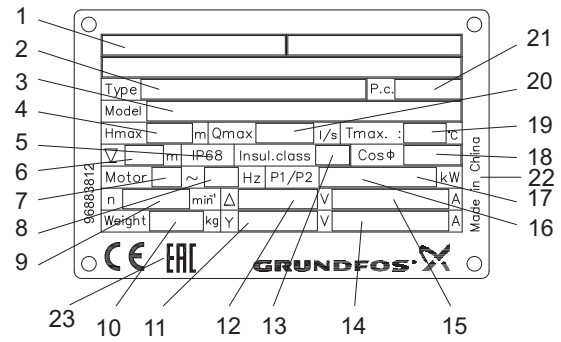 1
2
3
4
5
6
7
8
9
23
10
11
12
13
14
15
16
17
22
18
19
20
21
Type P.c.
Model
Hmax m Qmax l/s Tmax. : °C
▽ m IP68 Insul.class CosΦ
Motor ~ Hz P1/P2 kW
n min⁻¹ △ V A
Weight kg Y V A
96883812
Made in China
CE EAC GRUNDFOS